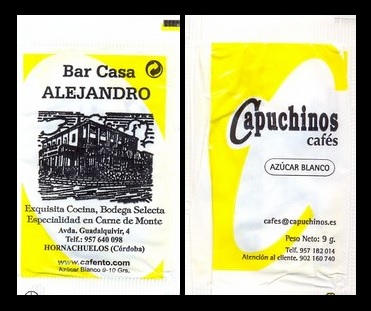 Bar Casa
ALEJANDRO
Exquisita Cocina, Bodega Selecta
Especialidad en Carne de Monte
Avda. Guadalquivir, 4
Telf.: 957 640 098
HORNACHUELOS (Córdoba)
www.cafento.com
Azúcar Blanco 9-10 Grs.
Capuchinos
cafés
AZÚCAR BLANCO
cafes@capuchinos.es
Peso Neto: 9 g.
Telf. 957 182 014
Atención al cliente. 902 160 740